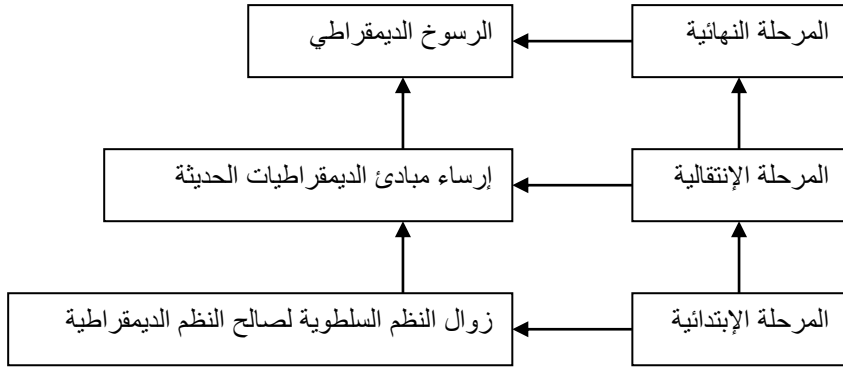 المرحلة النهائية
الرسوخ الديمقراطي
المرحلة الإنتقالية
إرساء مبادئ الديمقراطيات الحديثة
المرحلة الإبتدائية
زوال النظم السلطوية لصالح النظم الديمقراطية